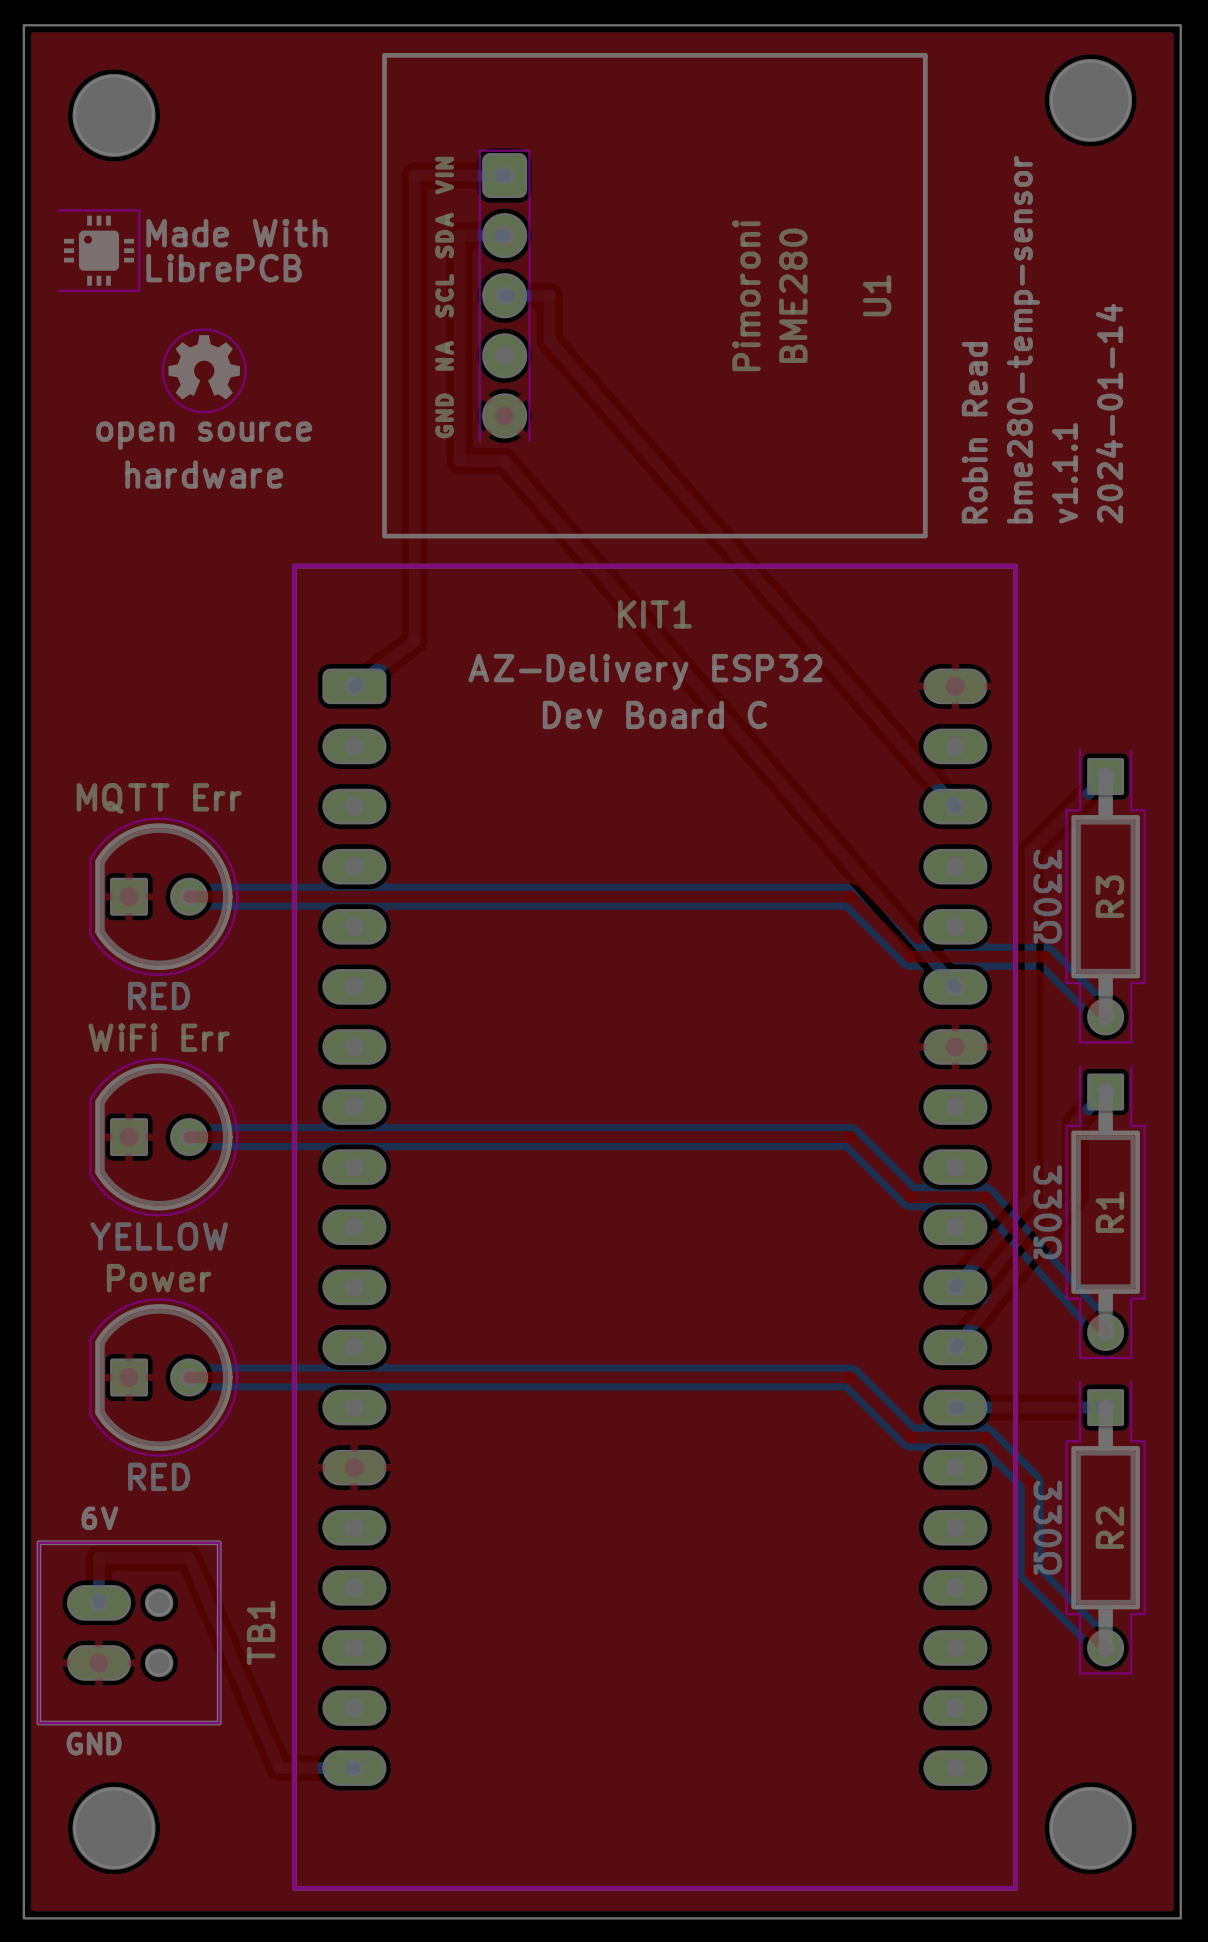 Made With
LibrePCB
open source
hardware
VIN
SDA
SCL
NA
GND
Pimoroni
BME280
U1
Robin Read
bme280-temp-sensor
v1.1.1
2024-01-14
KIT1
AZ-Delivery ESP32
Dev Board C
MQTT Err
RED
WiFi Err
YELLOW
Power
RED
6V
GND
TB1
330Ω
R3
330Ω
R1
330Ω
R2